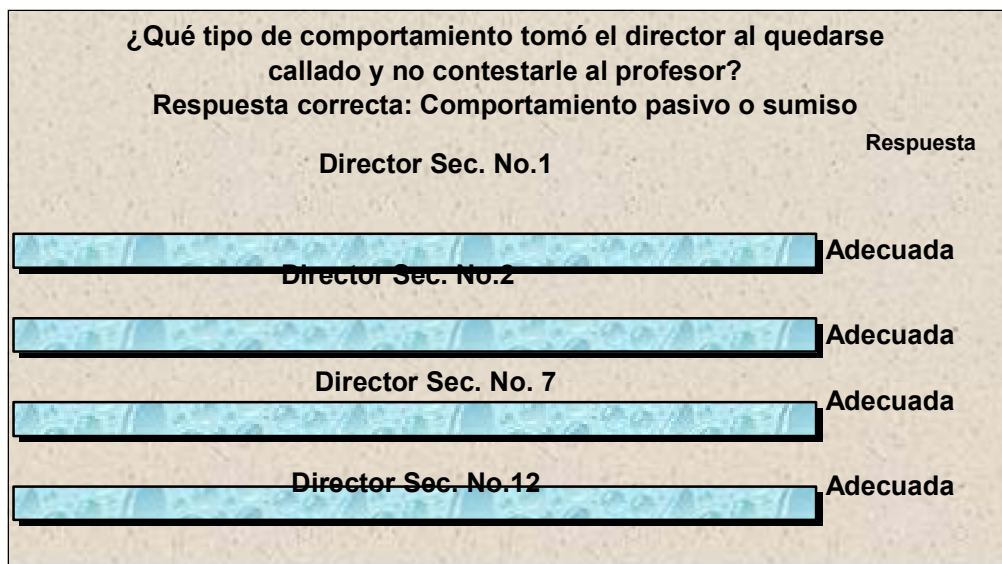 ¿Qué tipo de comportamiento tomó el director al quedarse
callado y no contestarle al profesor?
Respuesta correcta: Comportamiento pasivo o sumiso
Respuesta
Director Sec. No.1
Adecuada
Director Sec. No.2
Adecuada
Director Sec. No. 7
Adecuada
Director Sec. No.12
Adecuada